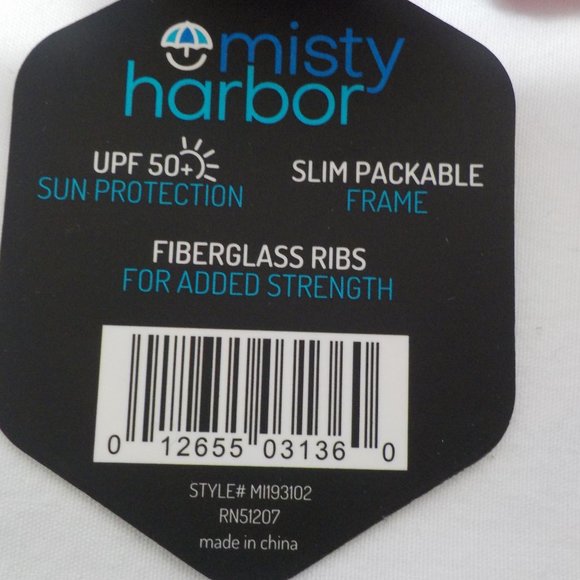 misty
harbor
UPF 50+
SUN PROTECTION
SLIM PACKABLE
FRAME
FIBERGLASS RIBS
FOR ADDED STRENGTH
0 12655 03136 0
STYLE# MI193102
RN51207
made in china